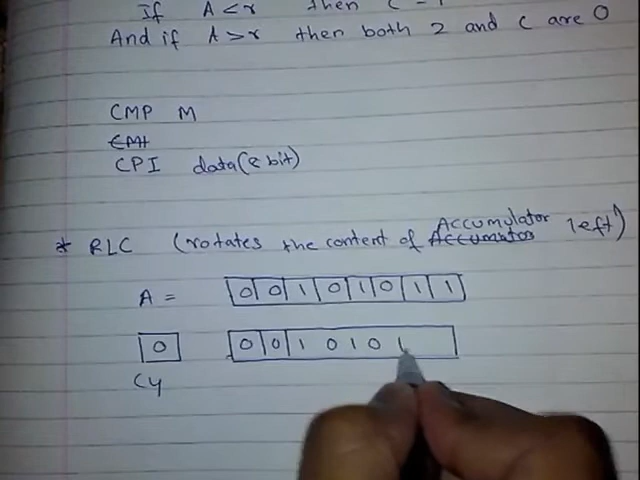 If A < r then C = 1
And if A > r then both 2 and C are 0
CMP M
CMI
CPI data (8 bit)
* RLC (rotates the content of Accumulator left)
A = 0 0 1 0 1 0 1 1
0 0 0 1 0 1 0 1
Cy